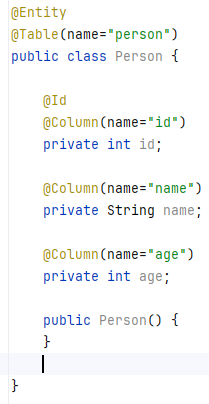 @Entity
@Table(name="person")
public class Person {
@Id
@Column(name="id")
private int id;
@Column(name="name")
private String name;
@Column(name="age")
private int age;
public Person() {
}
}